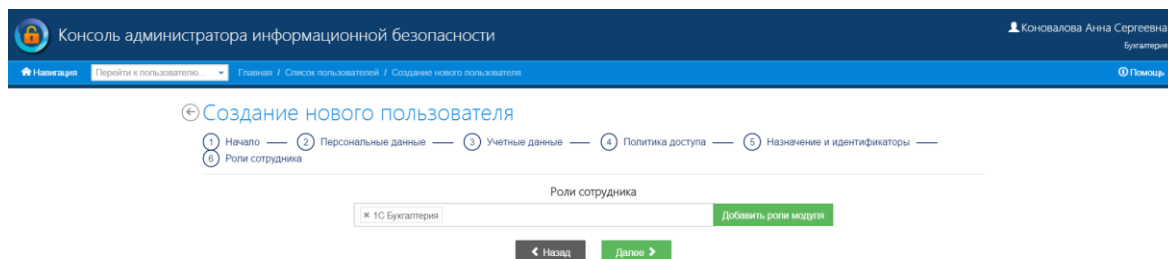 Консоль администратора информационной безопасности
Коновалова Анна Сергеевна
Бухгалтерия
Навигация Перейти к пользователю... Главная / Список пользователей / Создание нового пользователя Помощь
Создание нового пользователя
1 Начало 2 Персональные данные 3 Учетные данные 4 Политика доступа 5 Назначение и идентификаторы
6 Роли сотрудника
Роли сотрудника
× 1С Бухгалтерия Добавить роли модуля
Назад Далее